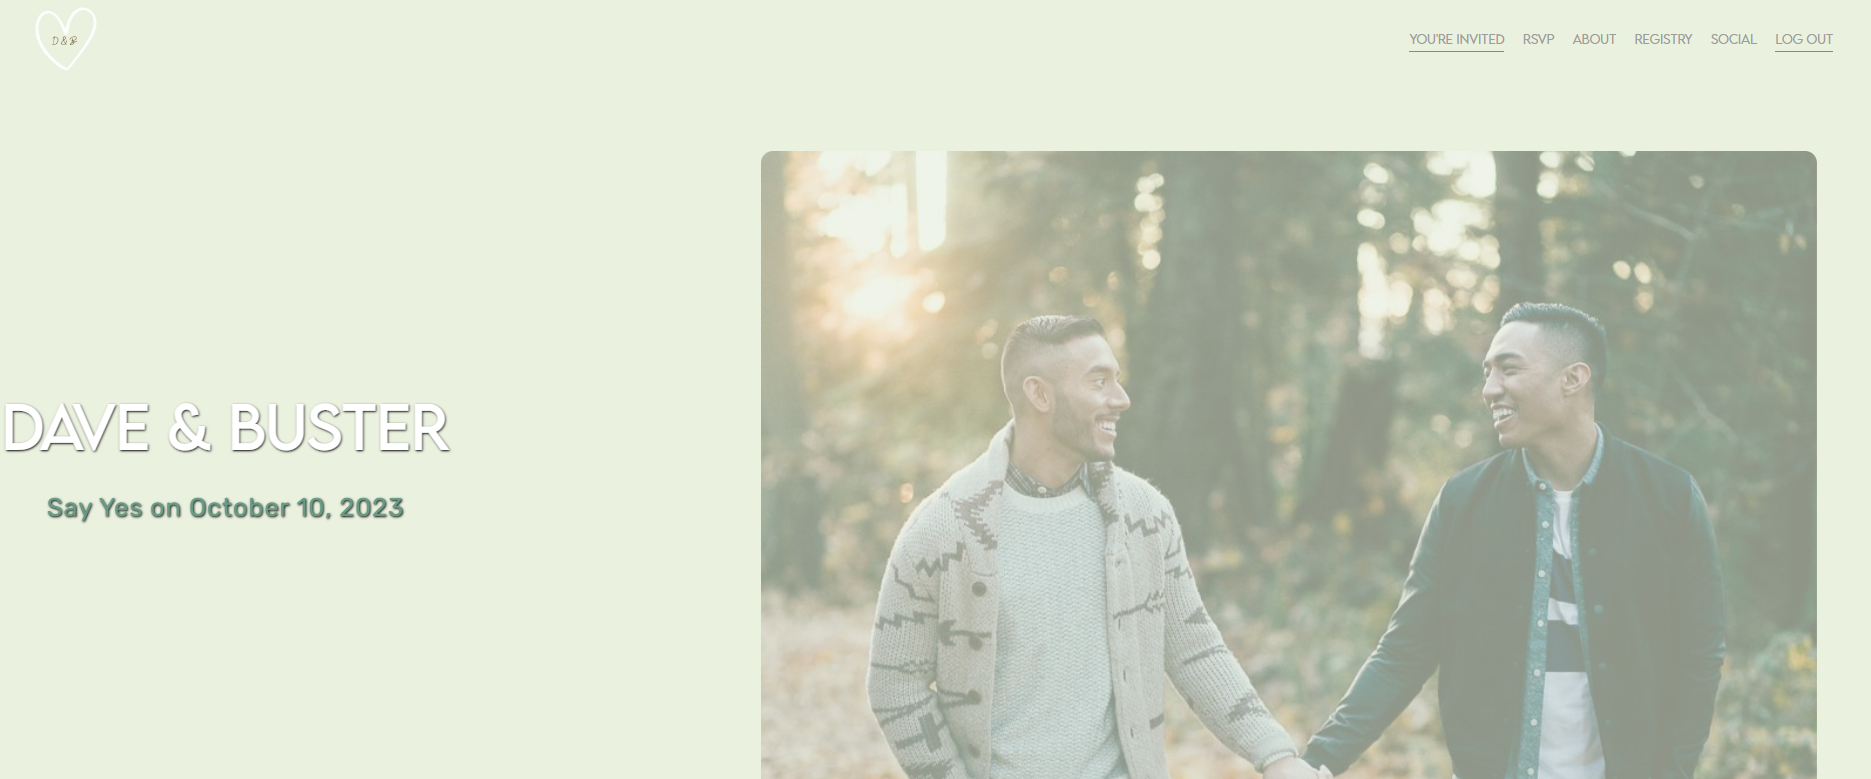 D & B
YOU'RE INVITED RSVP ABOUT REGISTRY SOCIAL LOG OUT
DAVE & BUSTER
Say Yes on October 10, 2023